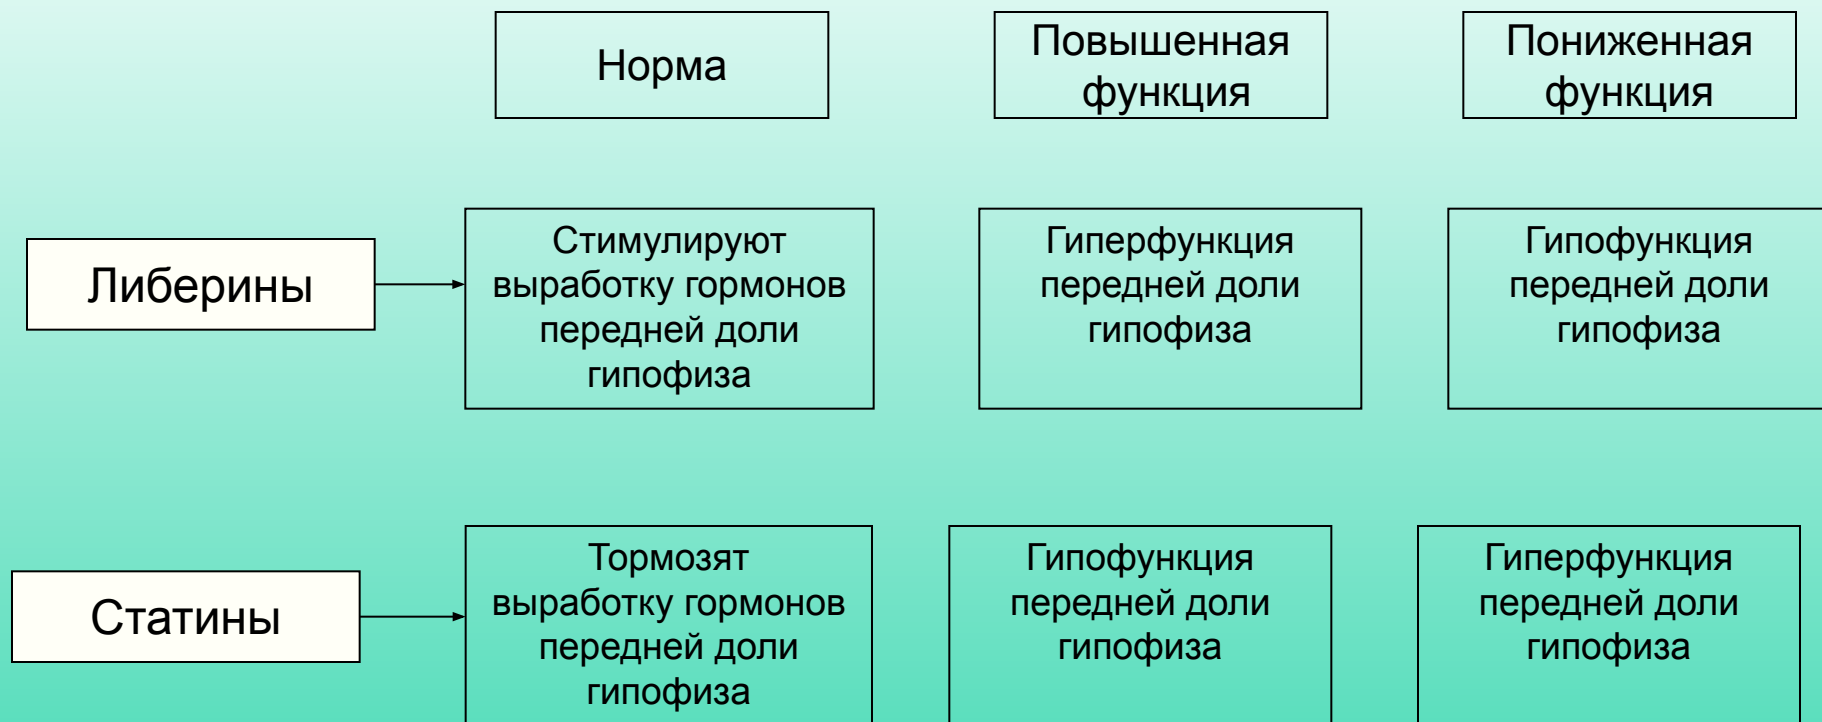 Норма
Повышенная
функция
Пониженная
функция
Либерины
Стимулируют
выработку гормонов
передней доли
гипофиза
Гиперфункция
передней доли
гипофиза
Гипофункция
передней доли
гипофиза
Статины
Тормозят
выработку гормонов
передней доли
гипофиза
Гипофункция
передней доли
гипофиза
Гиперфункция
передней доли
гипофиза